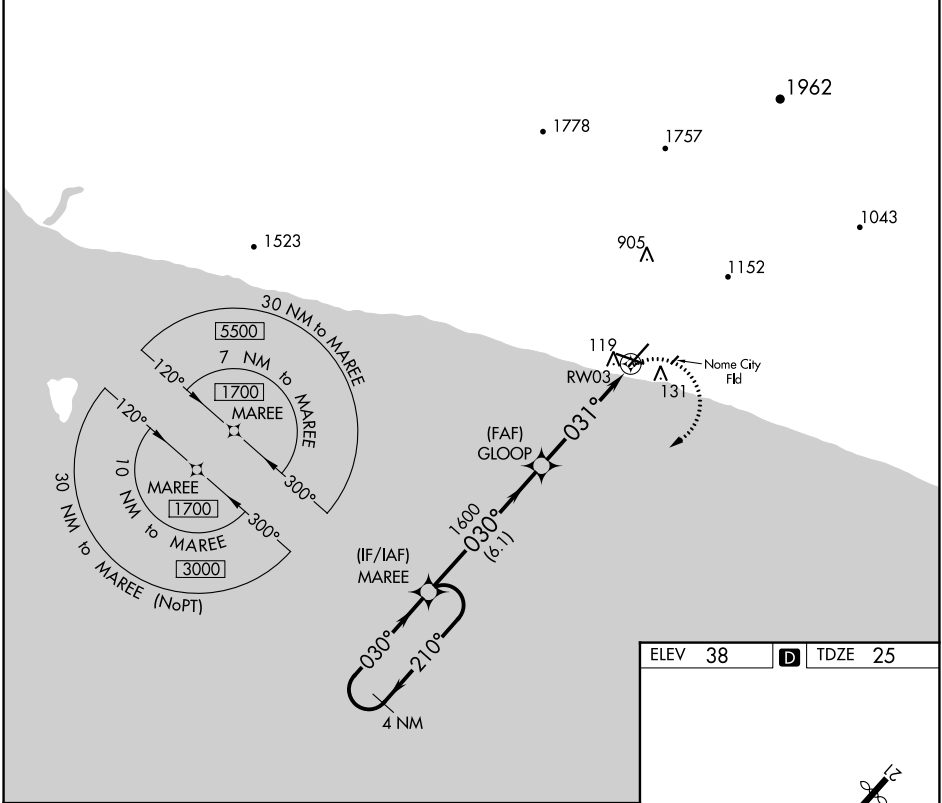 1962
1778
1757
1043
1523
905
1152
30 NM to MAREE
5500
7 NM to MAREE
120°
1700
MAREE
300°
119
RW03
131
Nome City
Fld
120°
MAREE
1700
300°
10 NM to MAREE
3000
30 NM to MAREE (NoPT)
031°
(FAF)
GLOOP
1600
030°
(6.1)
(IF/IAF)
MAREE
030°
210°
4 NM
ELEV 38 D TDZE 25
21